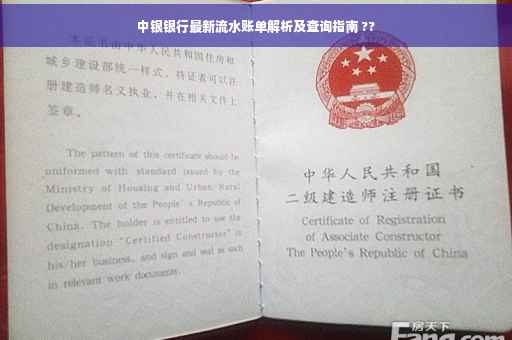 中银银行最新流水账单解析及查询指南 ??
本证书由中华人民共和国住房和
城乡建设部统一样式，持证者可以注
册建造师名义执业，并在相关文件上
签章。
The pattern of this certificate should be
uniformed with standard issued by the
Ministry of Housing and Urban Rural
Development of the People's Republic of
China. The holder is entitled to use the
designation "Certified Constructor" in
his/her business, and sign and seal in such
in relevant work documents.
中华人民共和国
二级建造师注册证书
Certificate of Registration
of Associate Constructor
The People's Republic of China
房天下
Fang.com